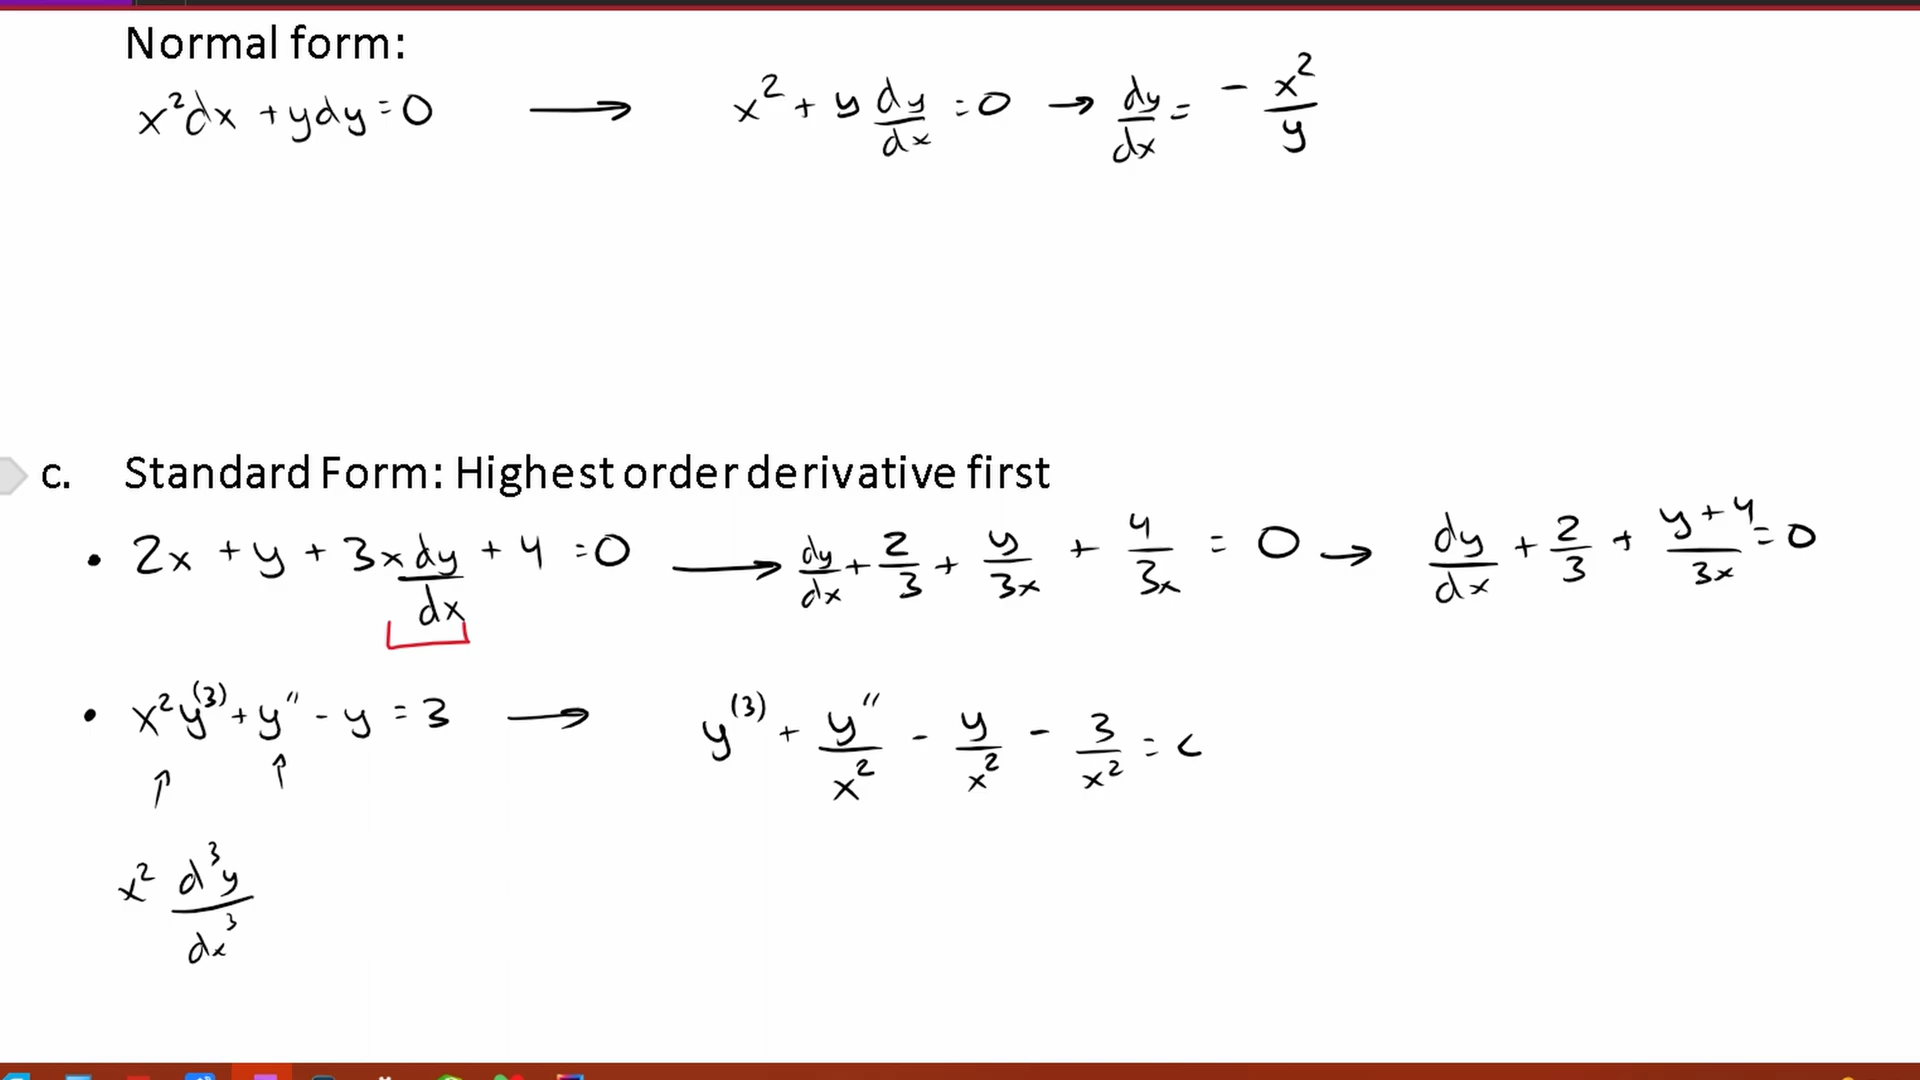 Normal form:
x²dx + ydy = 0 ⟶ x² + y dy/dx = 0 → dy/dx = - x²/y
c. Standard Form: Highest order derivative first
• 2x + y + 3x dy/dx + 4 = 0 ⟶ dy/dx + 2/3 + y/3x + 4/3x = 0 → dy/dx + 2/3 + y+4/3x = 0
• x²y⁽³⁾ + y'' - y = 3 ⟶ y⁽³⁾ + y''/x² - y/x² - 3/x² =
↑ ↑
x² d³y/dx³